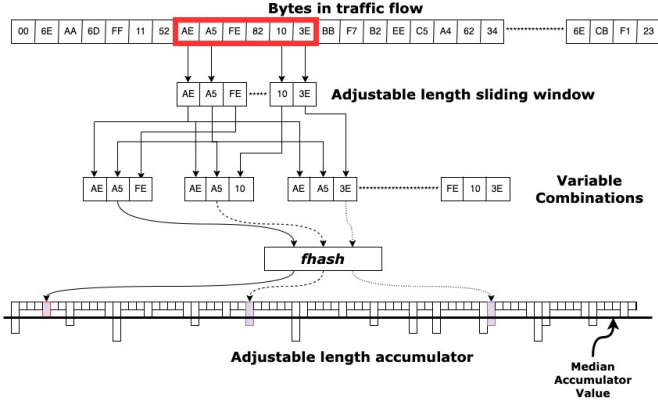 Bytes in traffic flow
00 6E AA 6D FF 11 52 AE A5 FE 82 10 3E BB F7 B2 EE C5 A4 62 34 6E CB F1 23
AE A5 FE 10 3E
Adjustable length sliding window
AE A5 FE AE A5 10 AE A5 3E FE 10 3E
Variable
Combinations
fhash
Adjustable length accumulator
Median
Accumulator
Value